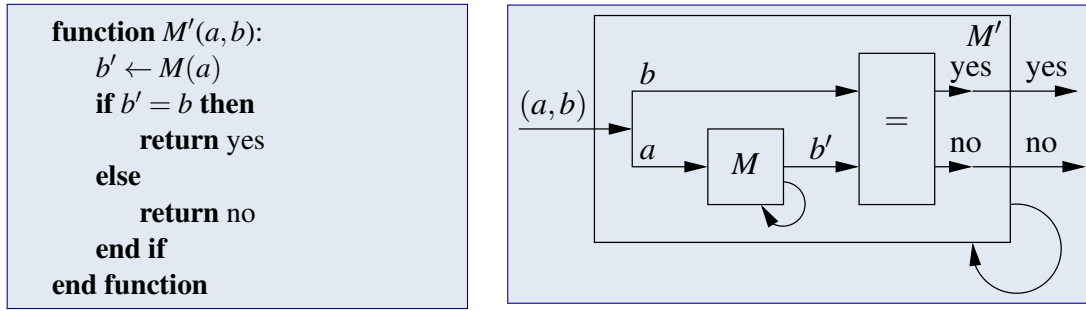 function M′(a,b):
b′ ← M(a)
if b′ = b then
return yes
else
return no
end if
end function
M′
b
yes
yes
(a,b)
=
a
M
b′
no
no